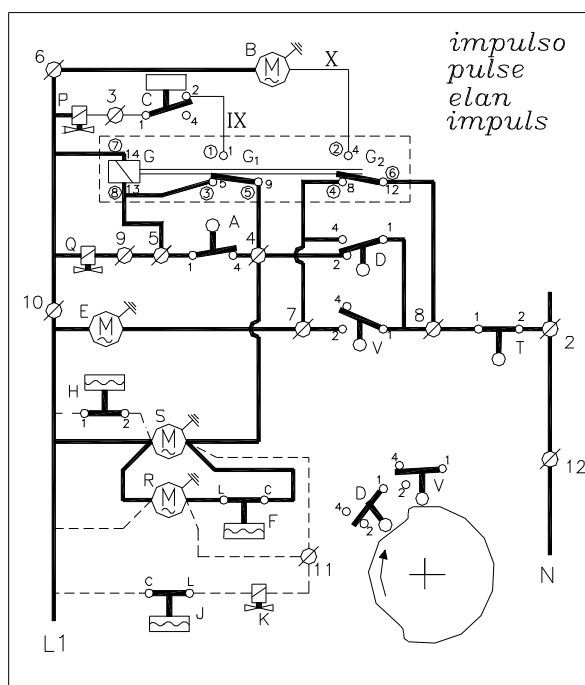 impulso
pulse
elan
impuls
6 B M X
P 3 C 2 1 4 IX
7 14 G 1 1 G1 2 4 G2 6
8 13 3 5 5 9 4 8 12
A
Q 9 5 1 4 4 4 2 1 D
10 E M 7 4 2 1 V 8 1 2 T 2
H 1 2 S M
R M L C F
4 1 V
D 1 2
4 2
12
11
C L J K
L1 N